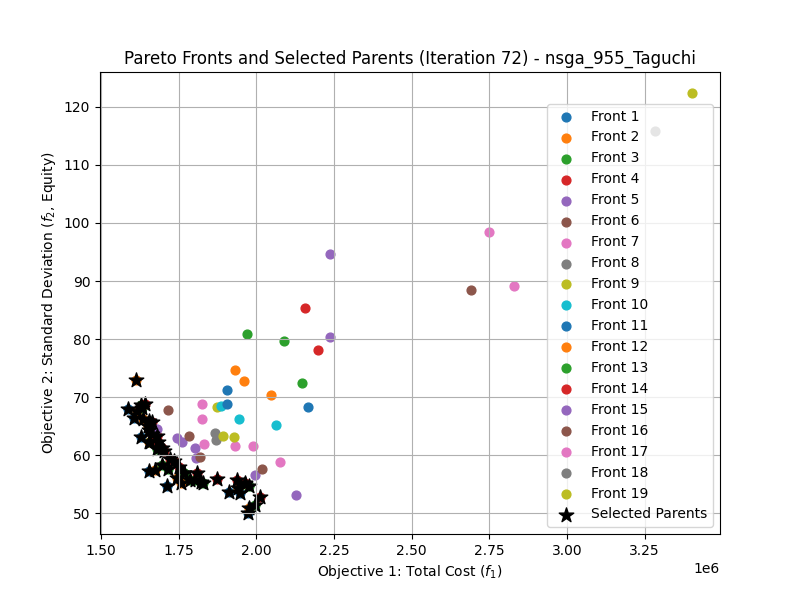 Pareto Fronts and Selected Parents (Iteration 72) - nsga_955_Taguchi
Objective 2: Standard Deviation (f₂, Equity)
120
110
100
90
80
70
60
50
1.50 1.75 2.00 2.25 2.50 2.75 3.00 3.25
1e6
Objective 1: Total Cost (f₁)
Front 1
Front 2
Front 3
Front 4
Front 5
Front 6
Front 7
Front 8
Front 9
Front 10
Front 11
Front 12
Front 13
Front 14
Front 15
Front 16
Front 17
Front 18
Front 19
Selected Parents